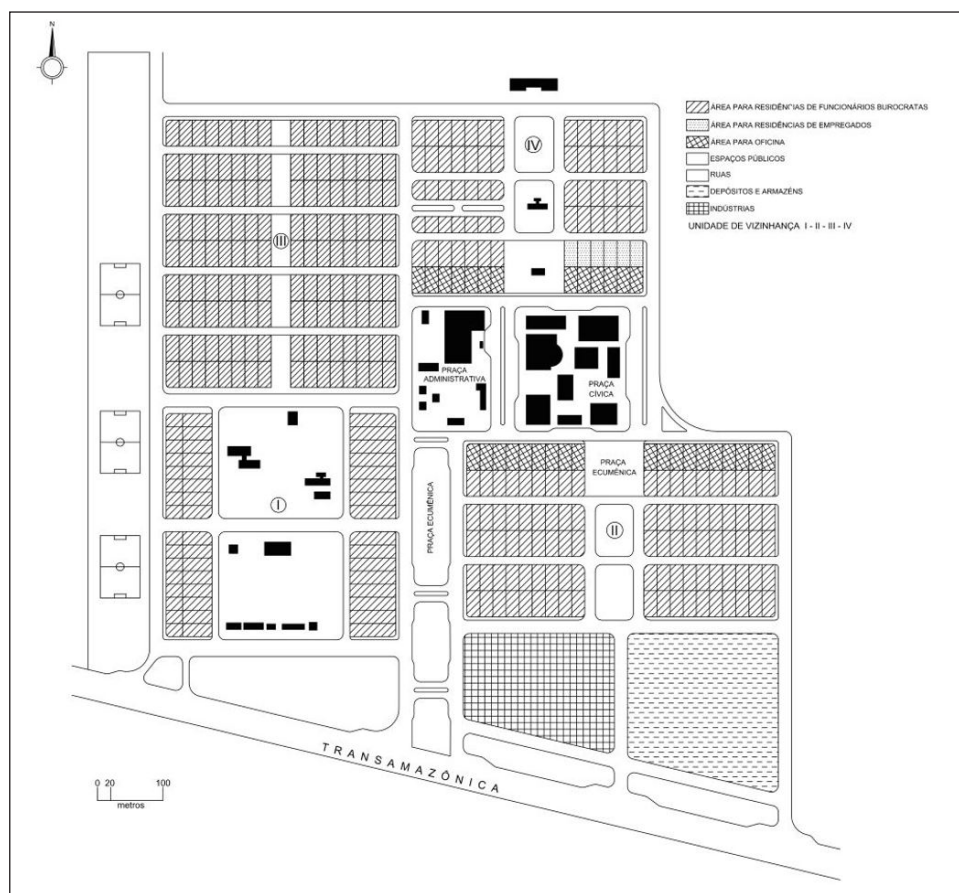 N
ÁREA PARA RESIDÊNCIAS DE FUNCIONÁRIOS BUROCRATAS
ÁREA PARA RESIDÊNCIAS DE EMPREGADOS
ÁREA PARA OFICINA
ESPAÇOS PÚBLICOS
RUAS
DEPÓSITOS E ARMAZÉNS
INDÚSTRIAS
UNIDADE DE VIZINHANÇA I - II - III - IV
IV
III
PRAÇA
ADMINISTRATIVA
PRAÇA
CÍVICA
PRAÇA
ECUMÊNICA
PRAÇA ECUMÊNICA
I
II
TRANSAMAZÔNICA
0 20 100
metros